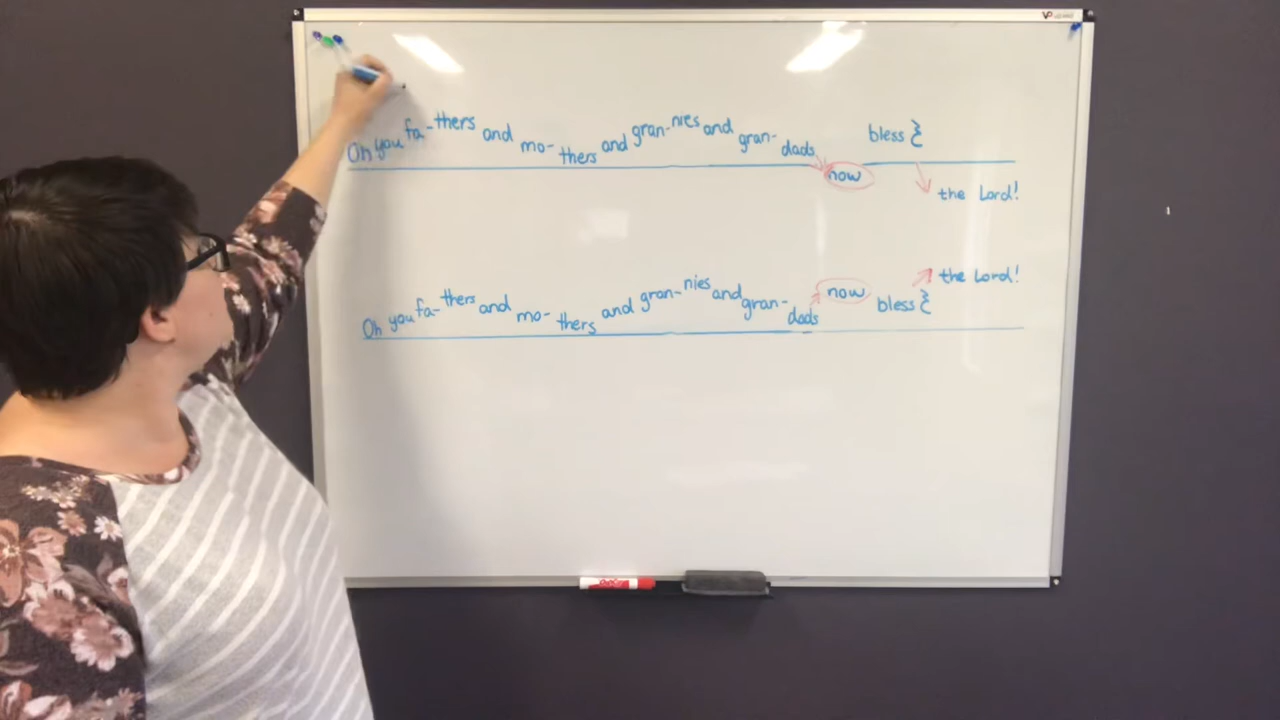 Oh you fa-thers and mo-thers and gran-nies and gran-dads now bless
the Lord!
Oh you fa-thers and mo-thers and gran-nies and gran-dads now bless
the Lord!